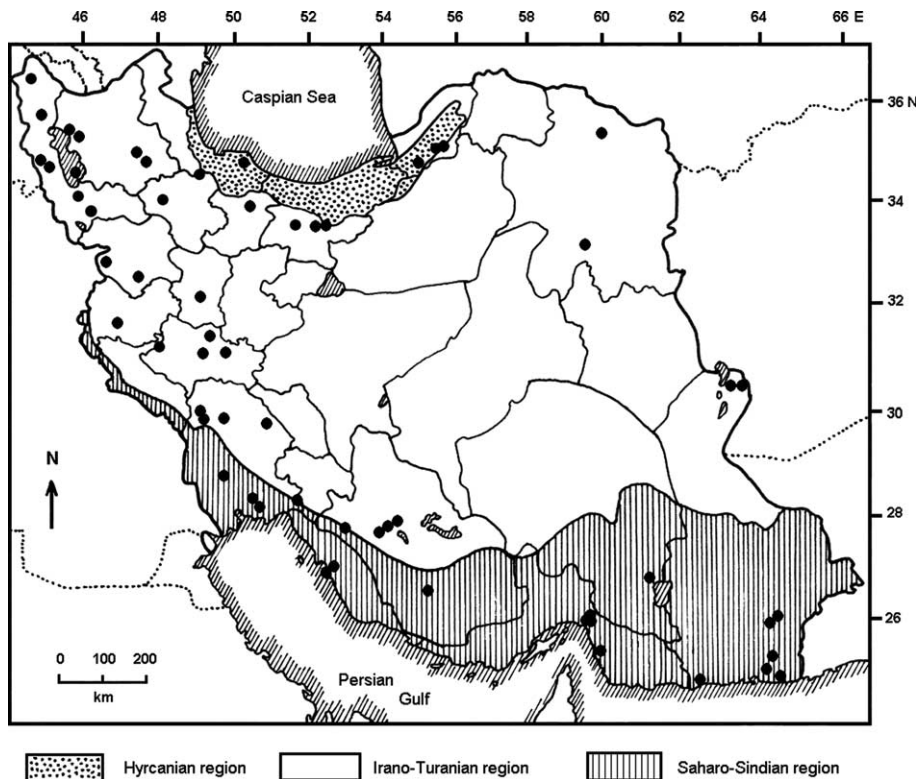 46 48 50 52 54 56 60 62 64 66 E
Caspian Sea
36 N
34
32
30
N
28
26
0 100 200
km
Persian
Gulf
Hyrcanian region Irano-Turanian region Saharo-Sindian region